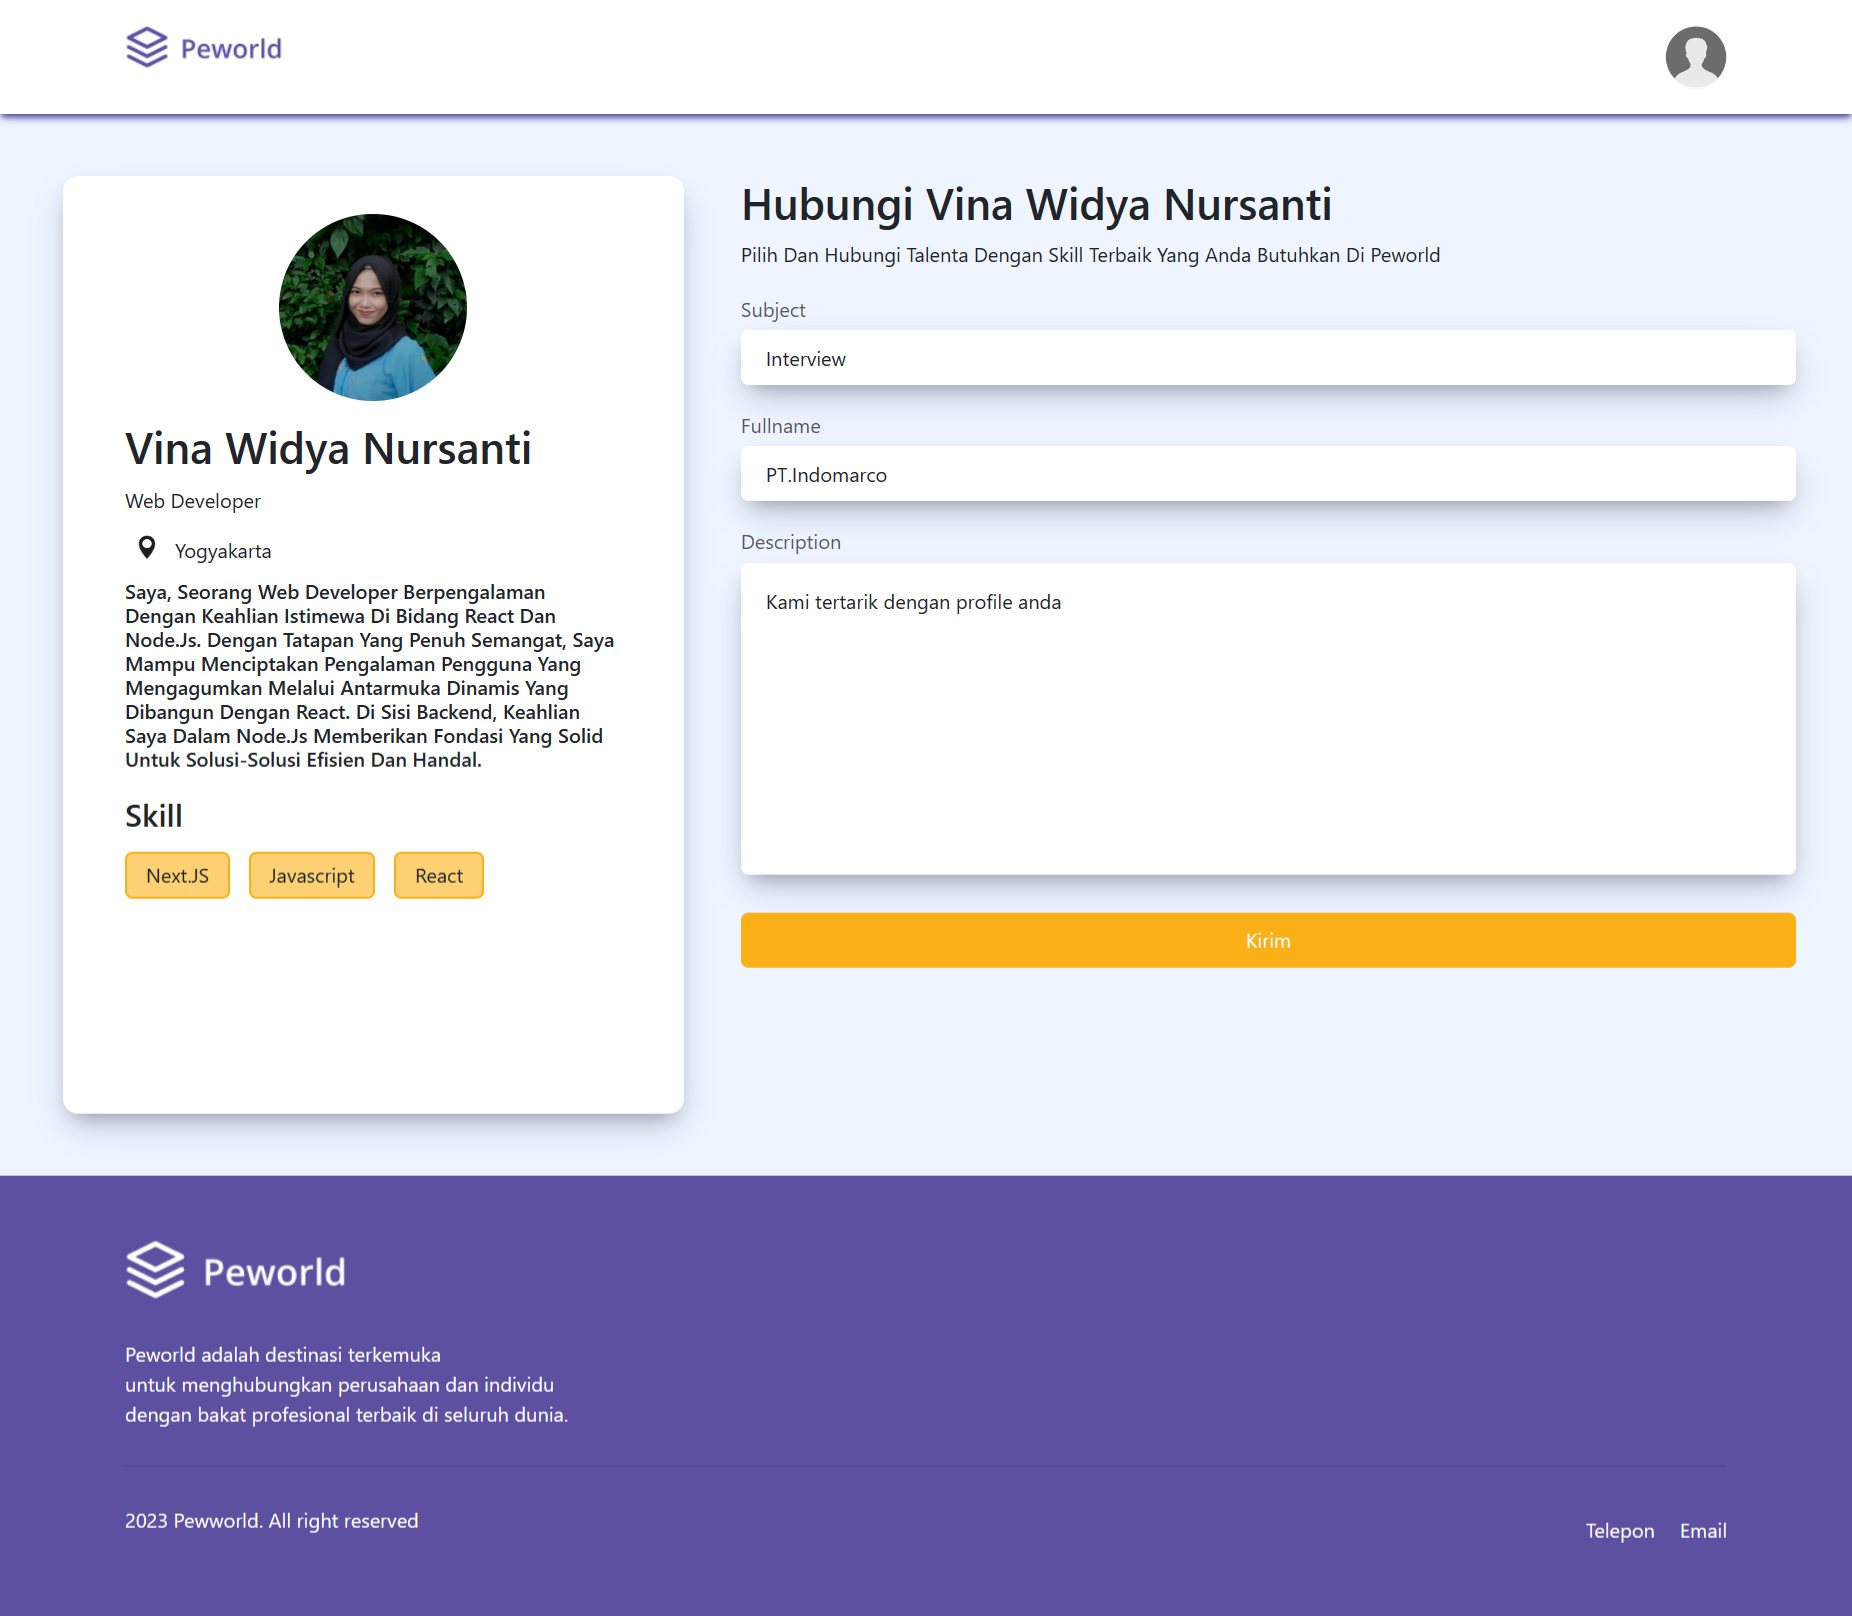 Peworld
Vina Widya Nursanti
Web Developer
Yogyakarta
Saya, Seorang Web Developer Berpengalaman
Dengan Keahlian Istimewa Di Bidang React Dan
Node.Js. Dengan Tatapan Yang Penuh Semangat, Saya
Mampu Menciptakan Pengalaman Pengguna Yang
Mengagumkan Melalui Antarmuka Dinamis Yang
Dibangun Dengan React. Di Sisi Backend, Keahlian
Saya Dalam Node.Js Memberikan Fondasi Yang Solid
Untuk Solusi-Solusi Efisien Dan Handal.
Skill
Next.JS Javascript React
Hubungi Vina Widya Nursanti
Pilih Dan Hubungi Talenta Dengan Skill Terbaik Yang Anda Butuhkan Di Peworld
Subject
Interview
Fullname
PT.Indomarco
Description
Kami tertarik dengan profile anda
Kirim
Peworld
Peworld adalah destinasi terkemuka
untuk menghubungkan perusahaan dan individu
dengan bakat profesional terbaik di seluruh dunia.
2023 Pewworld. All right reserved
Telepon Email